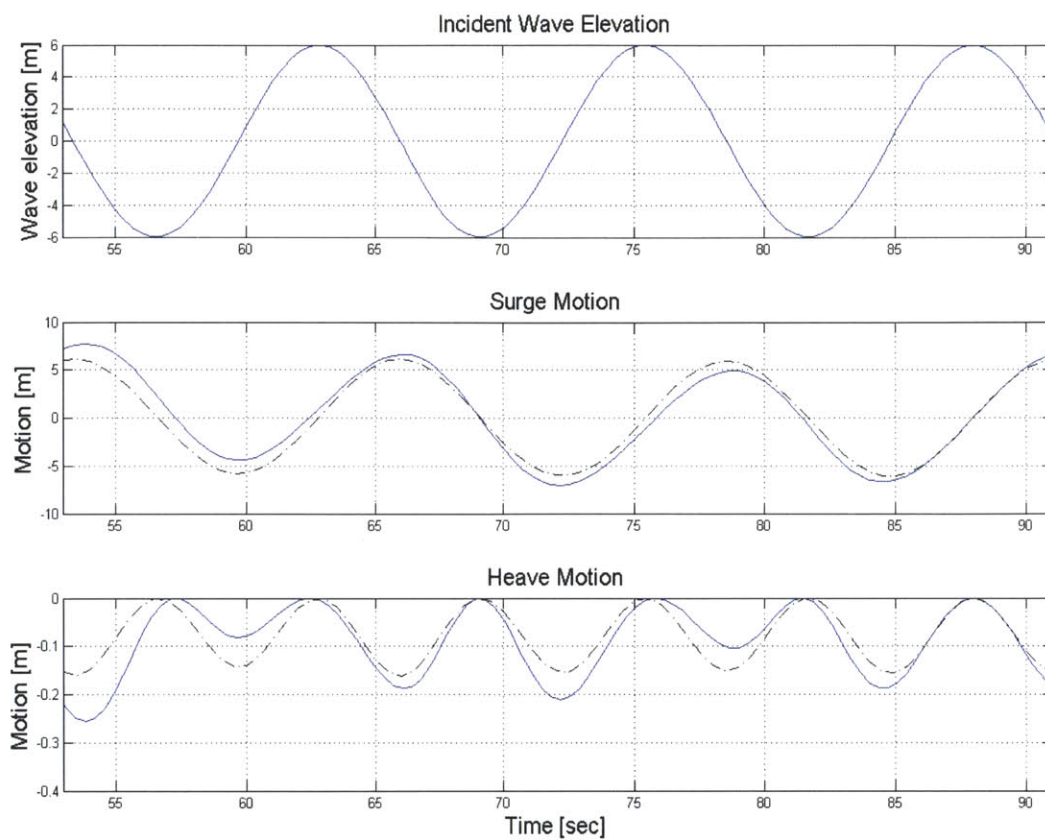 Incident Wave Elevation
Wave elevation [m]
6
4
2
0
-2
-4
-6
55 60 65 70 75 80 85 90
Surge Motion
Motion [m]
10
5
0
-5
-10
55 60 65 70 75 80 85 90
Heave Motion
Motion [m]
0
-0.1
-0.2
-0.3
-0.4
55 60 65 70 75 80 85 90
Time [sec]